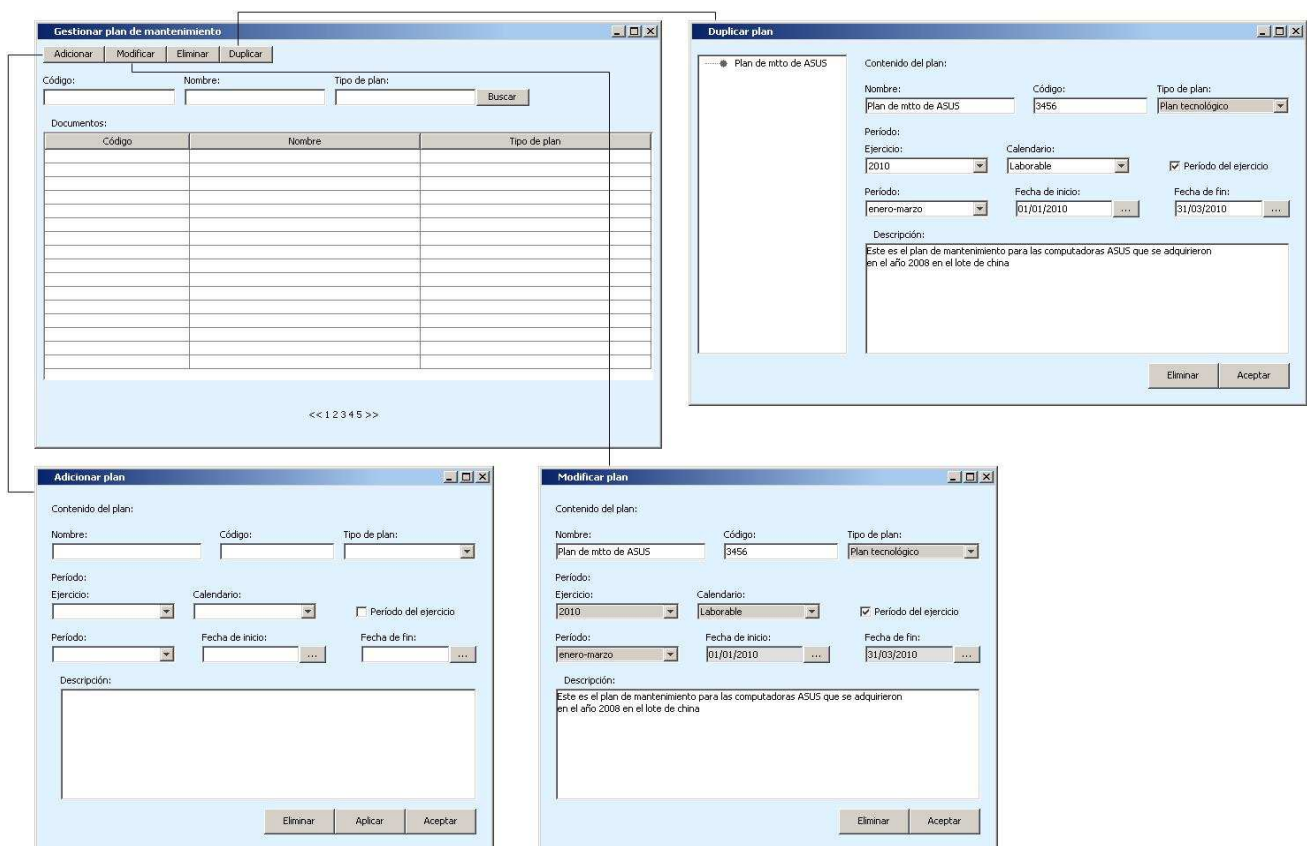 Gestionar plan de mantenimiento
Adicionar Modificar Eliminar Duplicar
Código: Nombre: Tipo de plan:
Buscar
Documentos:
Código Nombre Tipo de plan
<< 1 2 3 4 5 >>
Duplicar plan
Plan de mtto de ASUS
Contenido del plan:
Nombre: Código: Tipo de plan:
Plan de mtto de ASUS 3456 Plan tecnológico
Período:
Ejercicio: Calendario:
2010 Laborable Período del ejercicio
Período: Fecha de inicio: Fecha de fin:
enero-marzo 01/01/2010 ... 31/03/2010 ...
Descripción:
Este es el plan de mantenimiento para las computadoras ASUS que se adquirieron
en el año 2008 en el lote de china
Eliminar Aceptar
Adicionar plan
Contenido del plan:
Nombre: Código: Tipo de plan:
Período:
Ejercicio: Calendario:
Período del ejercicio
Período: Fecha de inicio: Fecha de fin:
... ...
Descripción:
Eliminar Aplicar Aceptar
Modificar plan
Contenido del plan:
Nombre: Código: Tipo de plan:
Plan de mtto de ASUS 3456 Plan tecnológico
Período:
Ejercicio: Calendario:
2010 Laborable Período del ejercicio
Período: Fecha de inicio: Fecha de fin:
enero-marzo 01/01/2010 ... 31/03/2010 ...
Descripción:
Este es el plan de mantenimiento para las computadoras ASUS que se adquirieron
en el año 2008 en el lote de china
Eliminar Aceptar